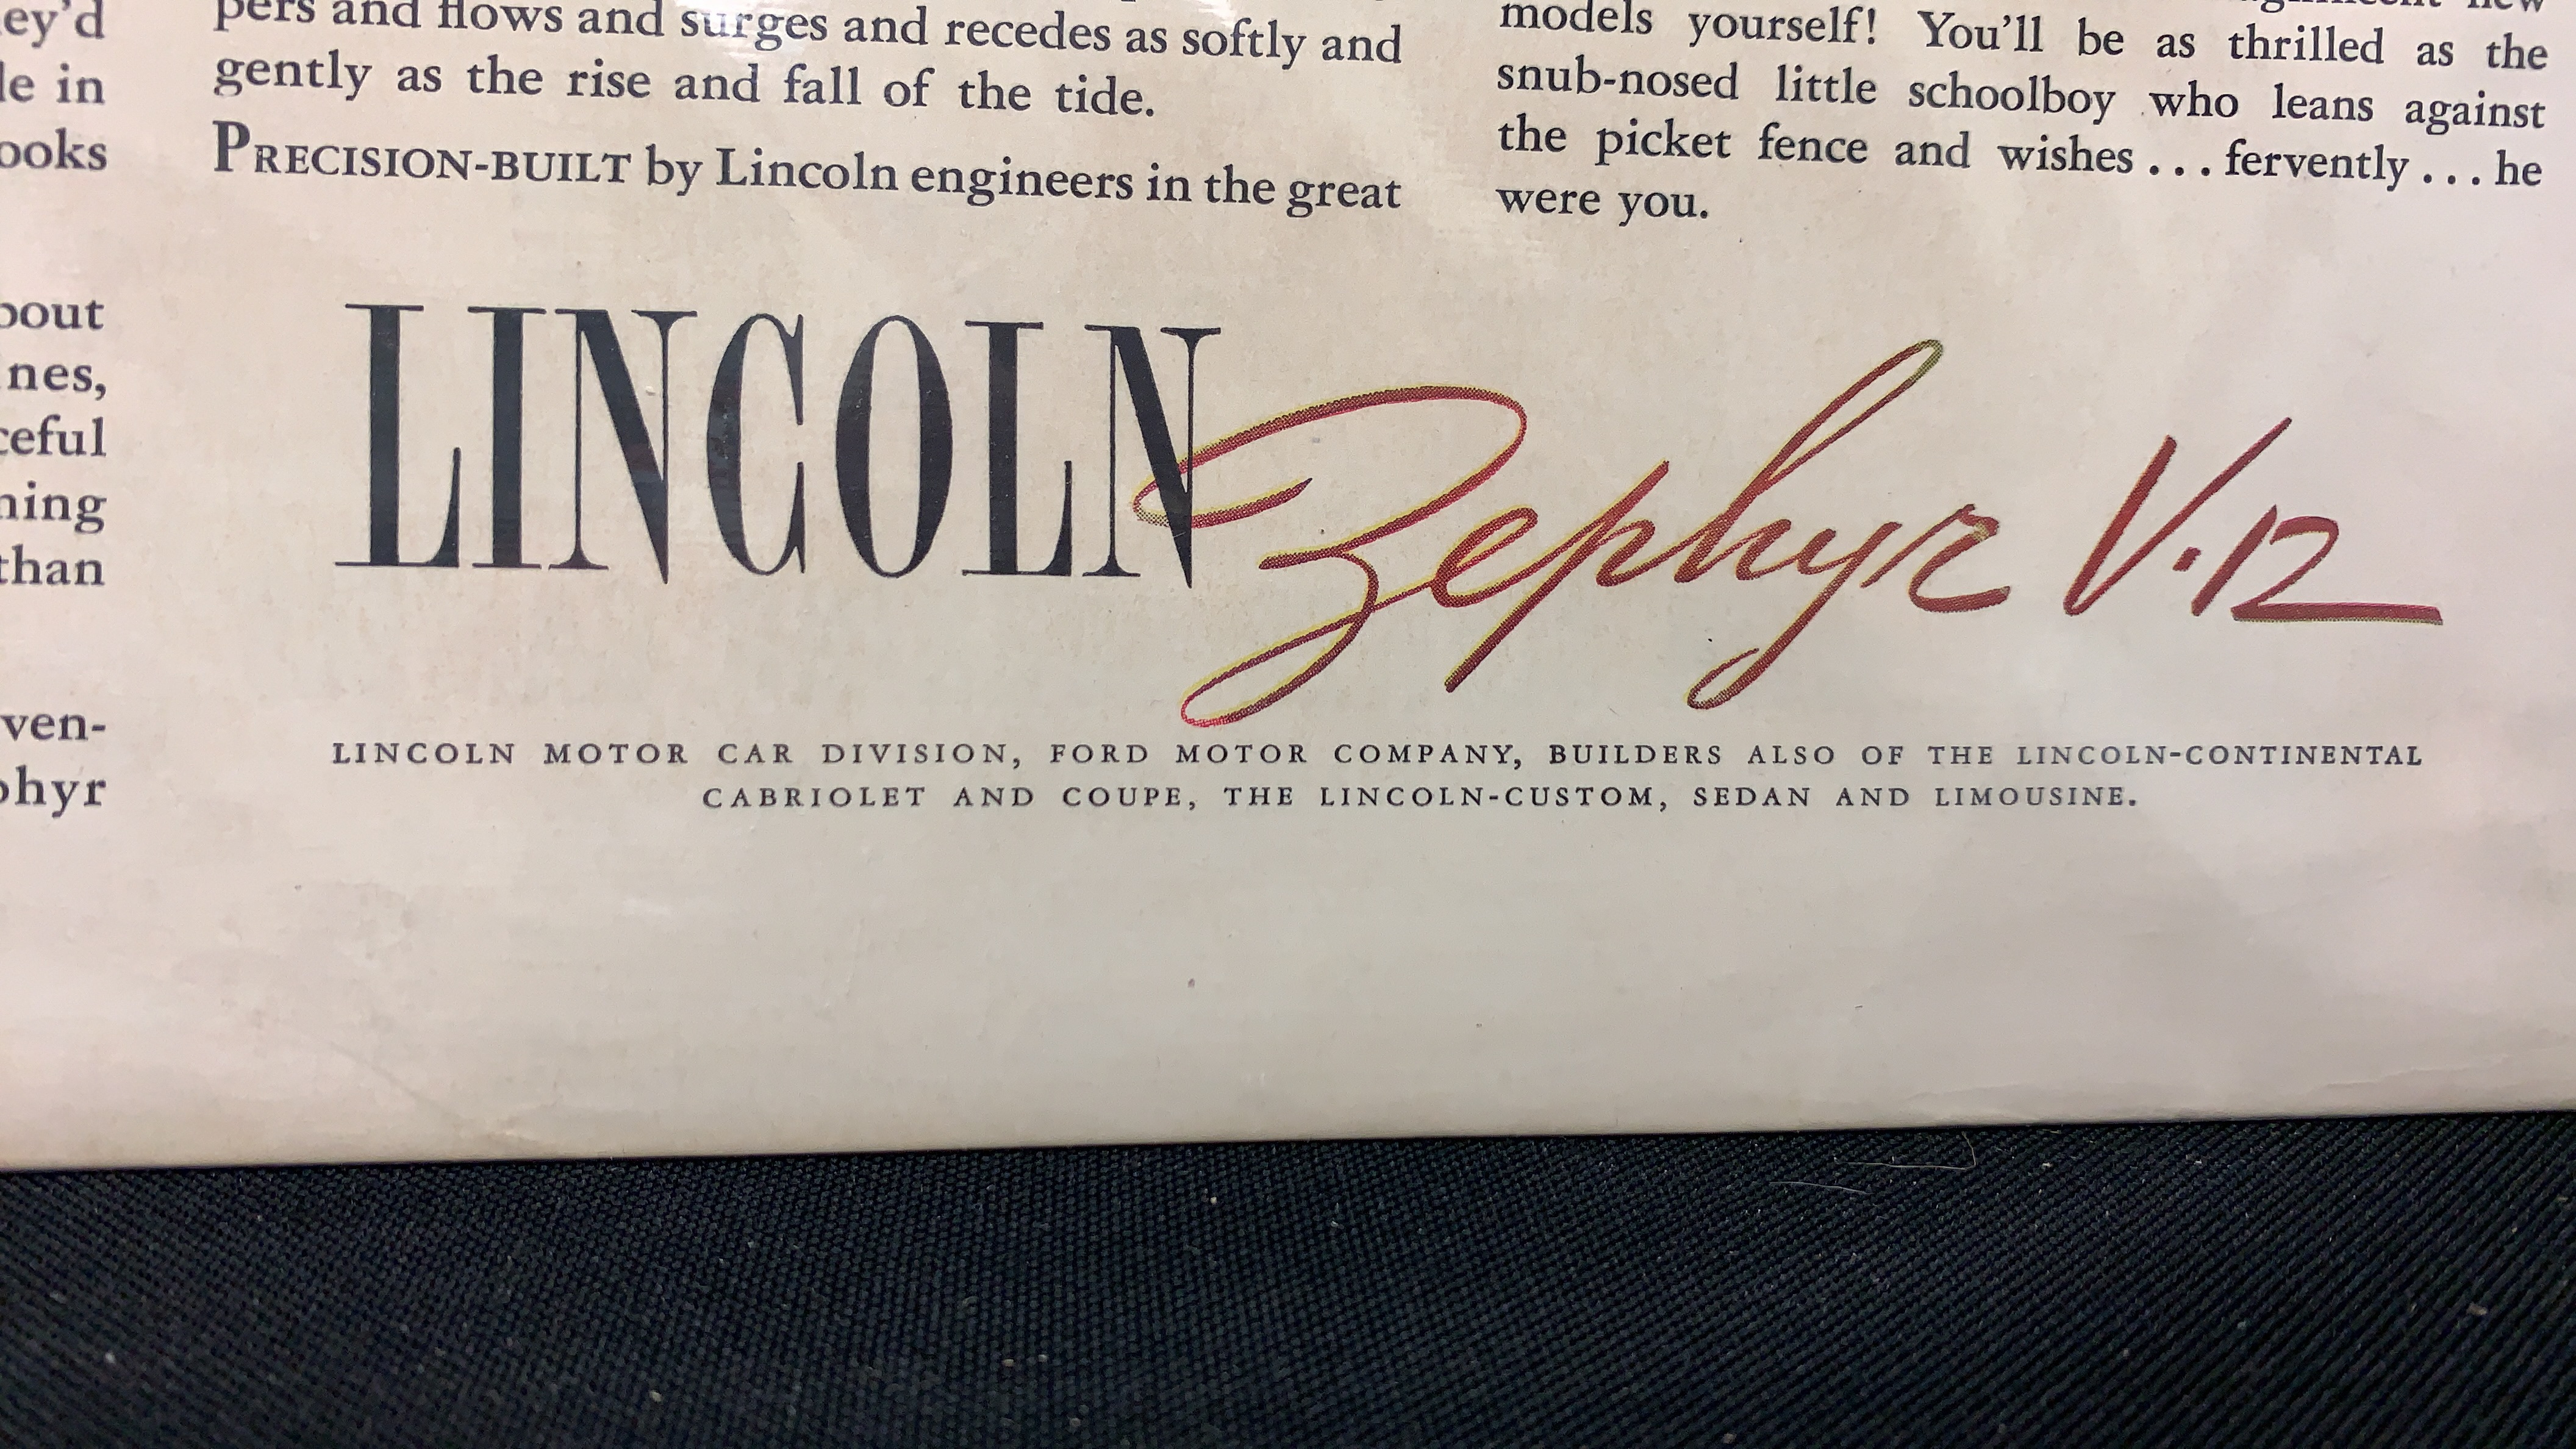 in
pers and flows and surges and recedes as softly and
gently as the rise and fall of the tide.
PRECISION-BUILT by Lincoln engineers in the great
models yourself! You'll be as thrilled as the
snub-nosed little schoolboy who leans against
the picket fence and wishes...fervently...he
were you.
than
LINCOLN Zephyr V·12
LINCOLN MOTOR CAR DIVISION, FORD MOTOR COMPANY, BUILDERS ALSO OF THE LINCOLN-CONTINENTAL
CABRIOLET AND COUPE, THE LINCOLN-CUSTOM, SEDAN AND LIMOUSINE.